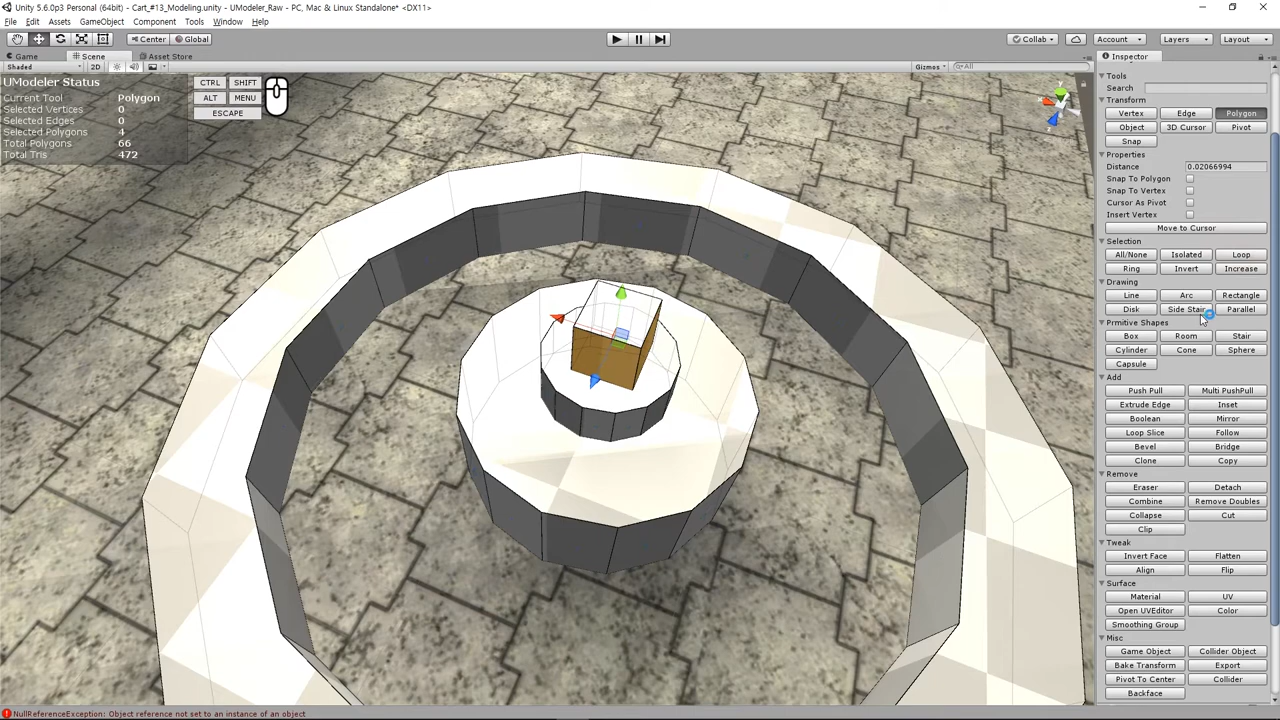 Unity 5.6.0p3 Personal (64bit) - Cart_#13_Modeling.unity - UModeler_Raw - PC, Mac & Linux Standalone* <DX11>
File Edit Assets GameObject Component Tools Window Help
Center Global Collab Account Layers Layout
Game Scene Asset Store Inspector
Shaded 2D Gizmos All
UModeler Status
Current Tool Polygon
Selected Vertices 0
Selected Edges 0
Selected Polygons 4
Total Polygons 66
Total Tris 472
CTRL SHIFT
ALT MENU
ESCAPE
y
Tools
Search
Transform
Vertex Edge Polygon
Object 3D Cursor Pivot
Snap
Properties
Distance 0.02066994
Snap To Polygon
Snap To Vertex
Cursor As Pivot
Insert Vertex
Move to Cursor
Selection
All/None Isolated Loop
Ring Invert Increase
Drawing
Line Arc Rectangle
Disk Side Stair Parallel
Prmitive Shapes
Box Room Stair
Cylinder Cone Sphere
Capsule
Add
Push Pull Multi PushPull
Extrude Edge Inset
Boolean Mirror
Loop Slice Follow
Bevel Bridge
Clone Copy
Remove
Eraser Detach
Combine Remove Doubles
Collapse Cut
Clip
Tweak
Invert Face Flatten
Align Flip
Surface
Material UV
Open UVEditor Color
Smoothing Group
Misc
Game Object Collider Object
Bake Transform Export
Pivot To Center Collider
Backface
NullReferenceException: Object reference not set to an instance of an object